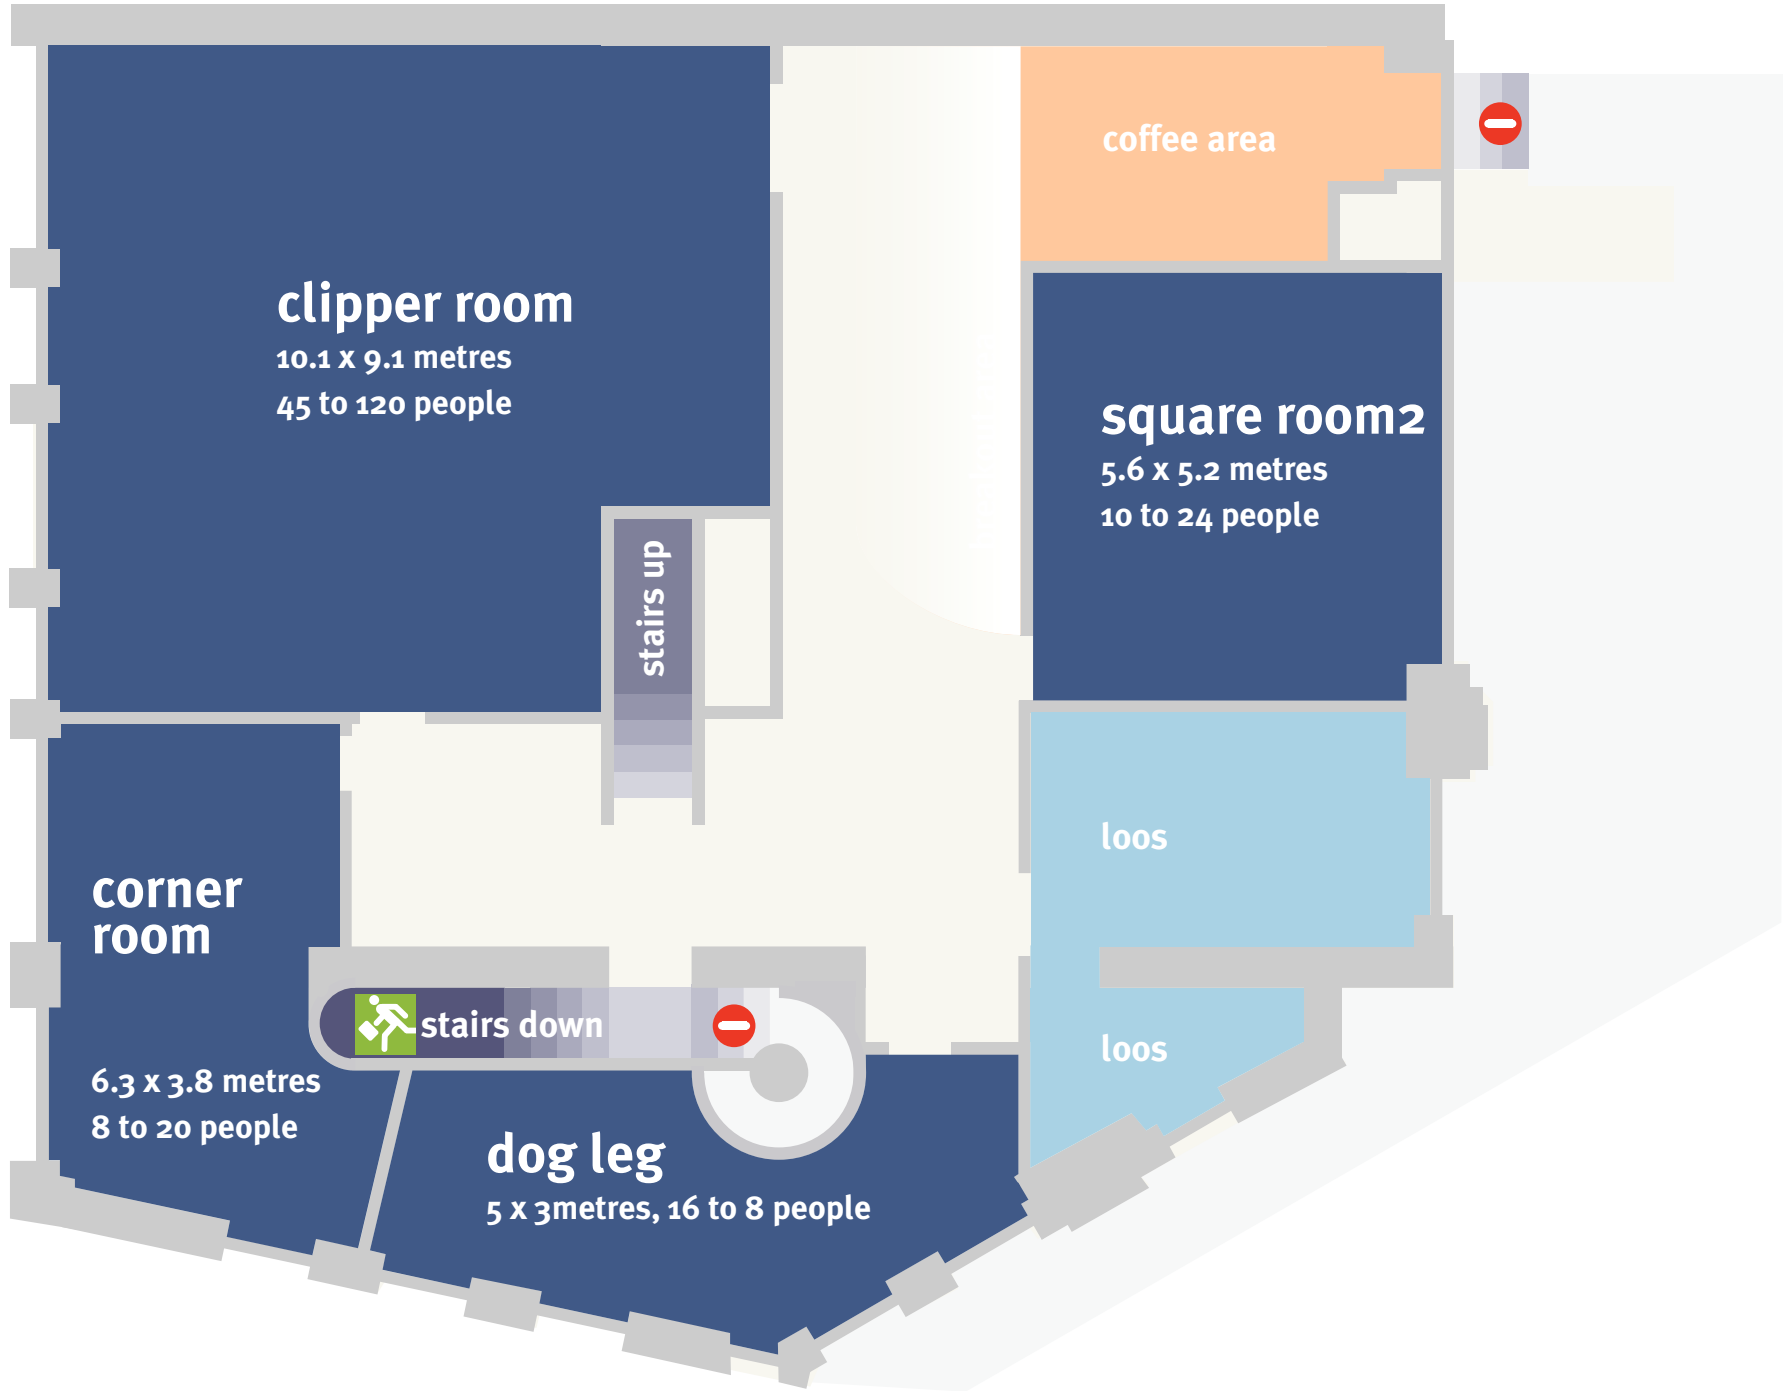 coffee area
clipper room
10.1 x 9.1 metres
45 to 120 people
square room2
5.6 x 5.2 metres
10 to 24 people
stairs up
loos
corner
room
6.3 x 3.8 metres
8 to 20 people
stairs down
loos
dog leg
5 x 3metres, 16 to 8 people